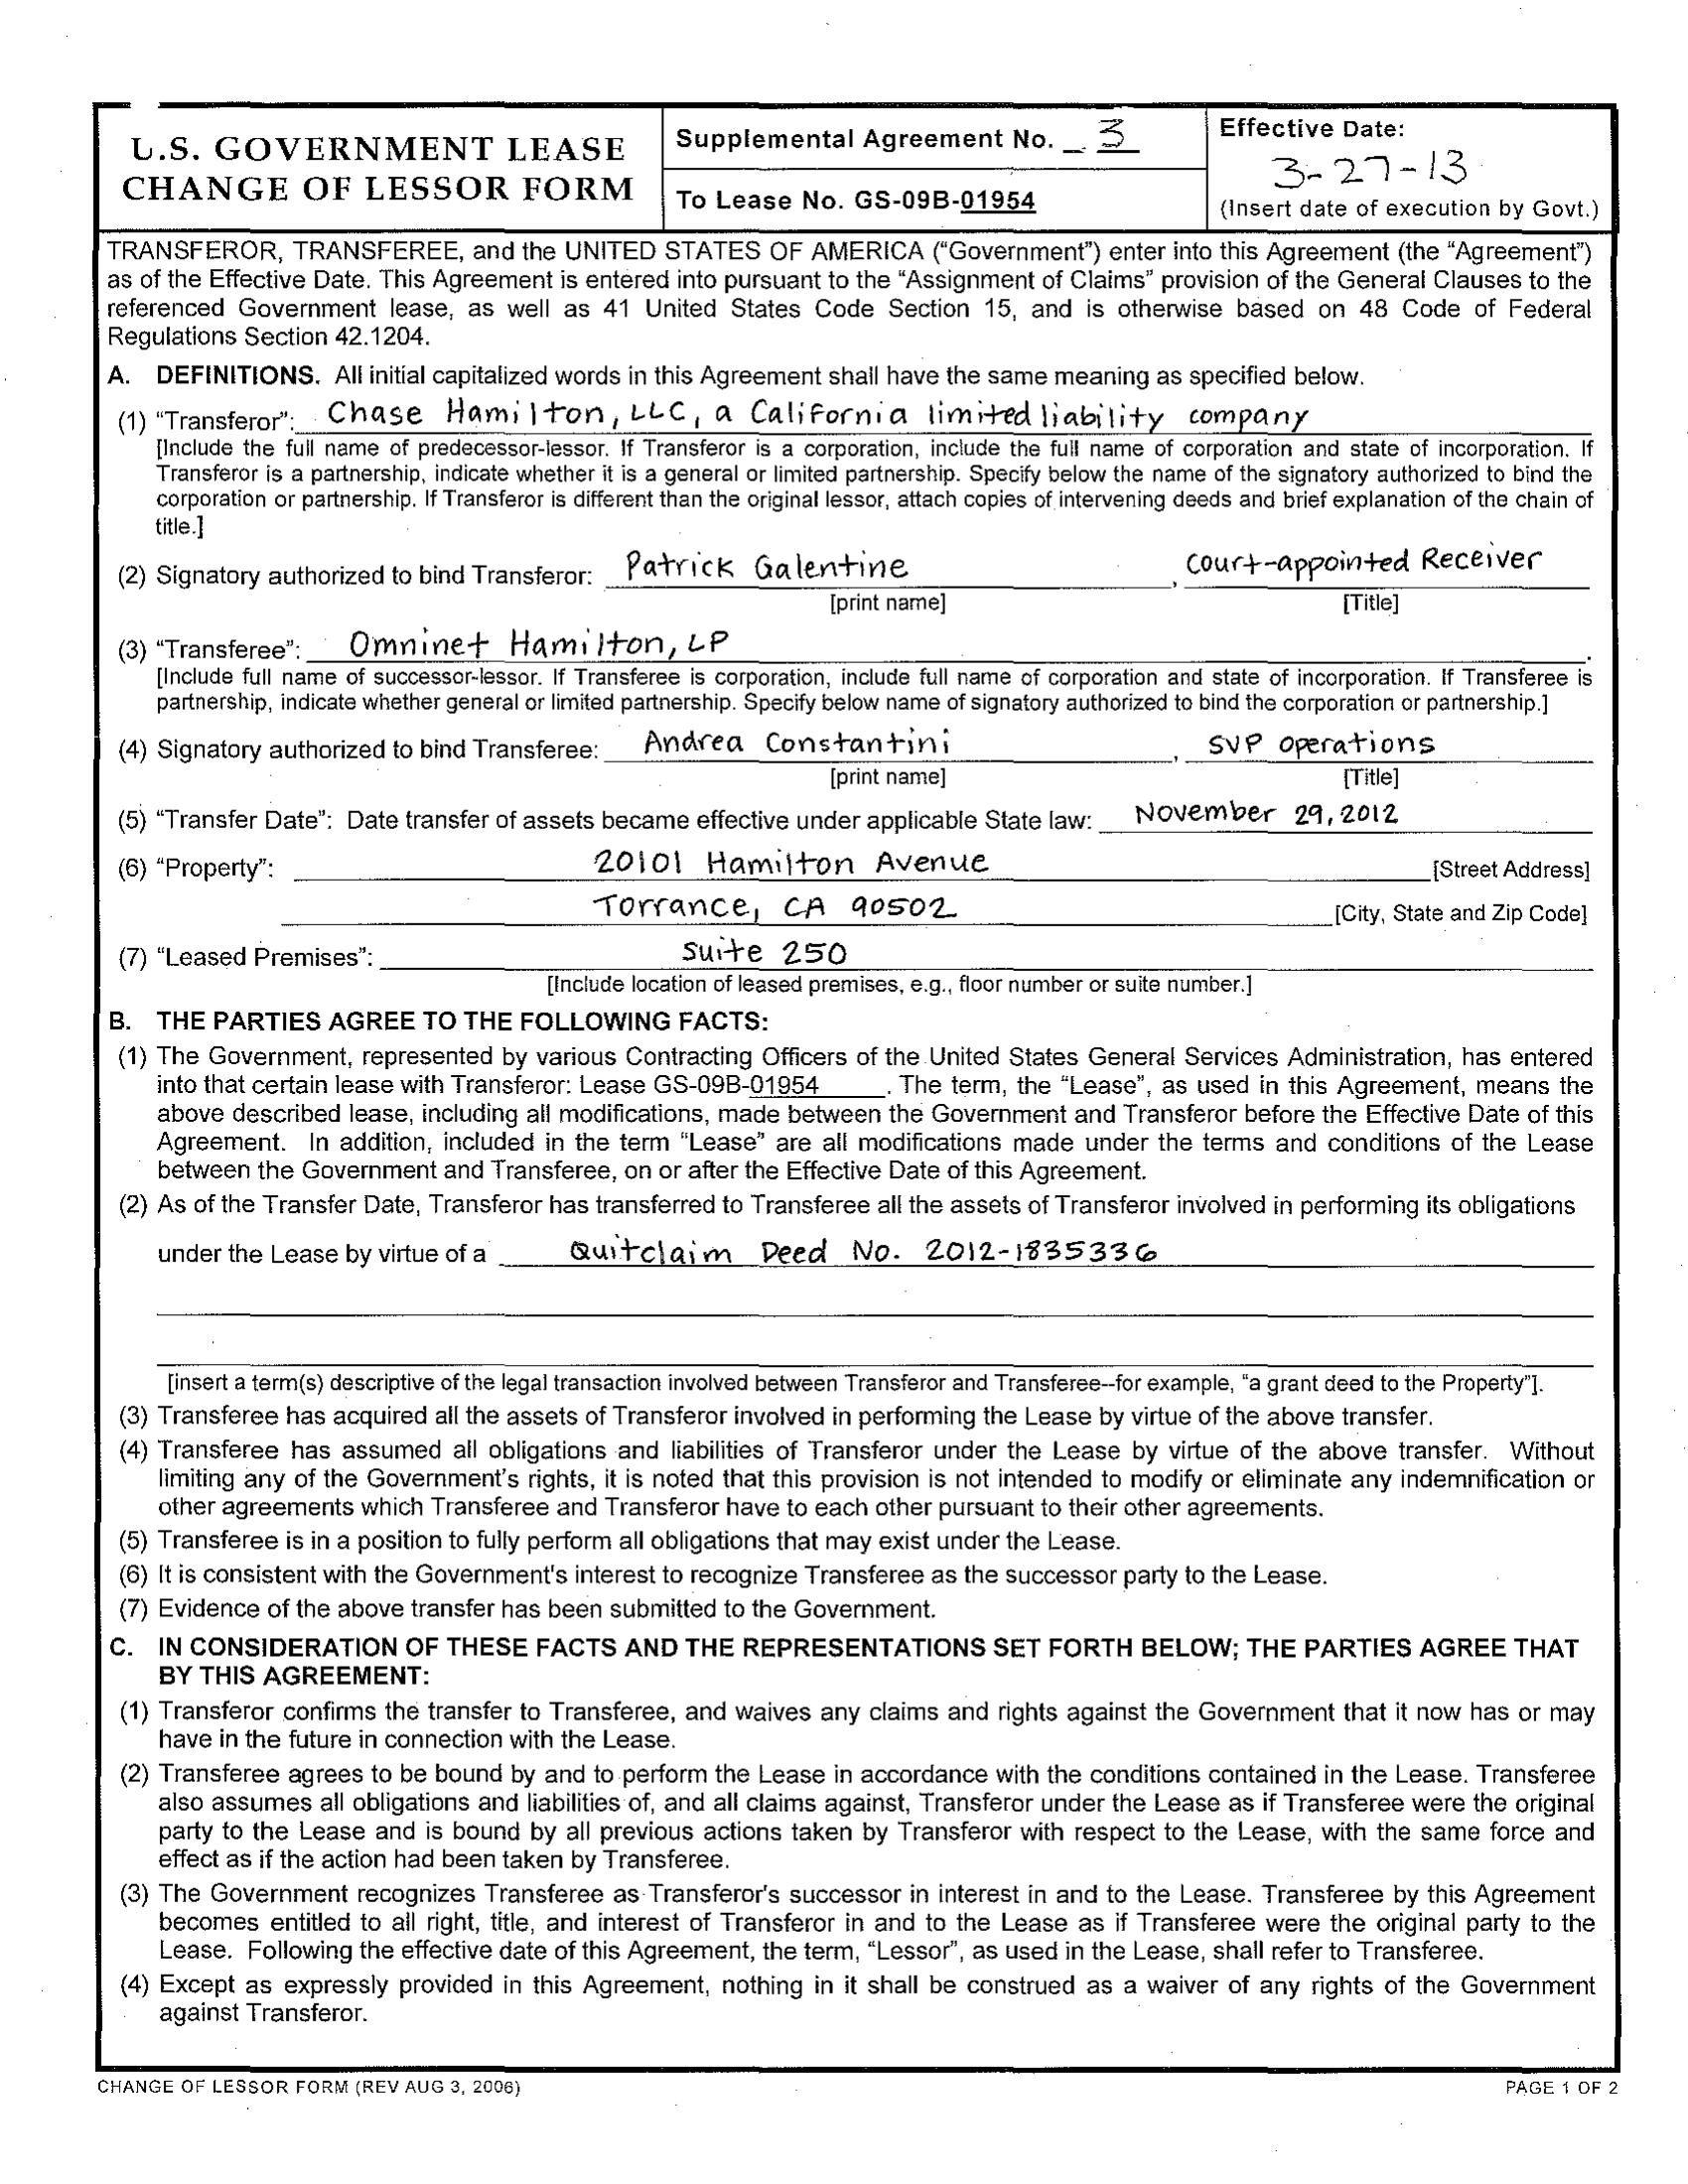 U.S. GOVERNMENT LEASE
CHANGE OF LESSOR FORM
Supplemental Agreement No. 3
To Lease No. GS-09B-01954
Effective Date:
3-27-13
(Insert date of execution by Govt.)
TRANSFEROR, TRANSFEREE, and the UNITED STATES OF AMERICA ("Government") enter into this Agreement (the "Agreement")
as of the Effective Date. This Agreement is entered into pursuant to the "Assignment of Claims" provision of the General Clauses to the
referenced Government lease, as well as 41 United States Code Section 15, and is otherwise based on 48 Code of Federal
Regulations Section 42.1204.
A. DEFINITIONS. All initial capitalized words in this Agreement shall have the same meaning as specified below.
(1) "Transferor": Chase Hamilton, LLC, a California limited liability company
[Include the full name of predecessor-lessor. If Transferor is a corporation, include the full name of corporation and state of incorporation. If
Transferor is a partnership, indicate whether it is a general or limited partnership. Specify below the name of the signatory authorized to bind the
corporation or partnership. If Transferor is different than the original lessor, attach copies of intervening deeds and brief explanation of the chain of
title.]
(2) Signatory authorized to bind Transferor: Patrick Galentine, court-appointed Receiver
[print name] [Title]
(3) "Transferee": Omninet Hamilton, LP.
[Include full name of successor-lessor. If Transferee is corporation, include full name of corporation and state of incorporation. If Transferee is
partnership, indicate whether general or limited partnership. Specify below name of signatory authorized to bind the corporation or partnership.]
(4) Signatory authorized to bind Transferee: Andrea Constantini, SVP operations
[print name] [Title]
(5) "Transfer Date": Date transfer of assets became effective under applicable State law: November 29, 2012
(6) "Property": 20101 Hamilton Avenue [Street Address]
Torrance, CA 90502 [City, State and Zip Code]
(7) "Leased Premises": Suite 250
[Include location of leased premises, e.g., floor number or suite number.]
B. THE PARTIES AGREE TO THE FOLLOWING FACTS:
(1) The Government, represented by various Contracting Officers of the United States General Services Administration, has entered
into that certain lease with Transferor: Lease GS-09B-01954. The term, the "Lease", as used in this Agreement, means the
above described lease, including all modifications, made between the Government and Transferor before the Effective Date of this
Agreement. In addition, included in the term "Lease" are all modifications made under the terms and conditions of the Lease
between the Government and Transferee, on or after the Effective Date of this Agreement.
(2) As of the Transfer Date, Transferor has transferred to Transferee all the assets of Transferor involved in performing its obligations
under the Lease by virtue of a Quitclaim Deed No. 2012-1835336
[insert a term(s) descriptive of the legal transaction involved between Transferor and Transferee--for example, "a grant deed to the Property"].
(3) Transferee has acquired all the assets of Transferor involved in performing the Lease by virtue of the above transfer.
(4) Transferee has assumed all obligations and liabilities of Transferor under the Lease by virtue of the above transfer. Without
limiting any of the Government's rights, it is noted that this provision is not intended to modify or eliminate any indemnification or
other agreements which Transferee and Transferor have to each other pursuant to their other agreements.
(5) Transferee is in a position to fully perform all obligations that may exist under the Lease.
(6) It is consistent with the Government's interest to recognize Transferee as the successor party to the Lease.
(7) Evidence of the above transfer has been submitted to the Government.
C. IN CONSIDERATION OF THESE FACTS AND THE REPRESENTATIONS SET FORTH BELOW; THE PARTIES AGREE THAT
BY THIS AGREEMENT:
(1) Transferor confirms the transfer to Transferee, and waives any claims and rights against the Government that it now has or may
have in the future in connection with the Lease.
(2) Transferee agrees to be bound by and to perform the Lease in accordance with the conditions contained in the Lease. Transferee
also assumes all obligations and liabilities of, and all claims against, Transferor under the Lease as if Transferee were the original
party to the Lease and is bound by all previous actions taken by Transferor with respect to the Lease, with the same force and
effect as if the action had been taken by Transferee.
(3) The Government recognizes Transferee as Transferor's successor in interest in and to the Lease. Transferee by this Agreement
becomes entitled to all right, title, and interest of Transferor in and to the Lease as if Transferee were the original party to the
Lease. Following the effective date of this Agreement, the term, "Lessor", as used in the Lease, shall refer to Transferee.
(4) Except as expressly provided in this Agreement, nothing in it shall be construed as a waiver of any rights of the Government
against Transferor.
CHANGE OF LESSOR FORM (REV AUG 3, 2006)
PAGE 1 OF 2